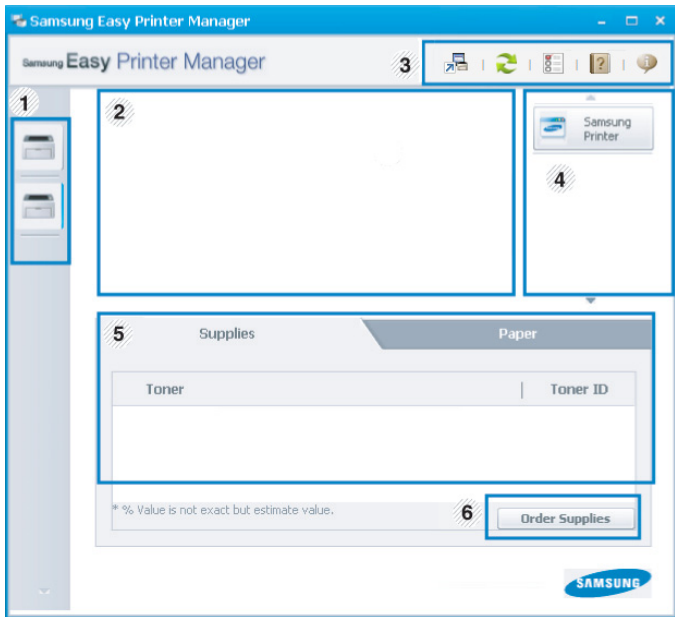 Samsung Easy Printer Manager
Samsung Easy Printer Manager
3
?
1
2
Samsung
Printer
4
5
Supplies
Paper
Toner
Toner ID
* % Value is not exact but estimate value.
6
Order Supplies
SAMSUNG